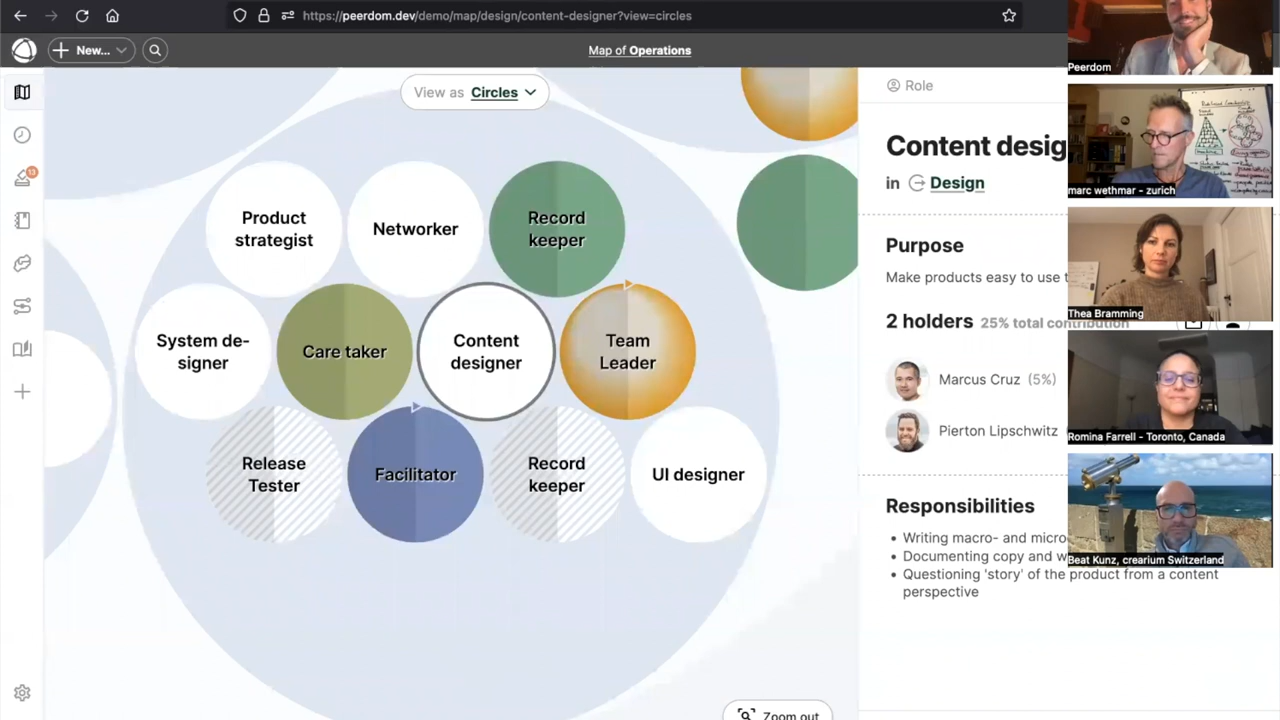 https://peerdom.dev/demo/map/design/content-designer?view=circles
New...
Map of Operations
View as Circles
13
Product
strategist
Networker
Record
keeper
System de-
signer
Care taker
Content
designer
Team
Leader
Release
Tester
Facilitator
Record
keeper
UI designer
Zoom out
Role
Content desig
in Design
Purpose
Make products easy to use
2 holders 25% total contribution
Marcus Cruz (5%)
Pierton Lipschwitz
Responsibilities
Writing macro- and micro
Documenting copy and w
Questioning 'story' of the product from a content
perspective
Peerdom
marc wethmar - zurich
Thea Bramming
Romina Farrell - Toronto, Canada
Beat Kunz, crearium Switzerland